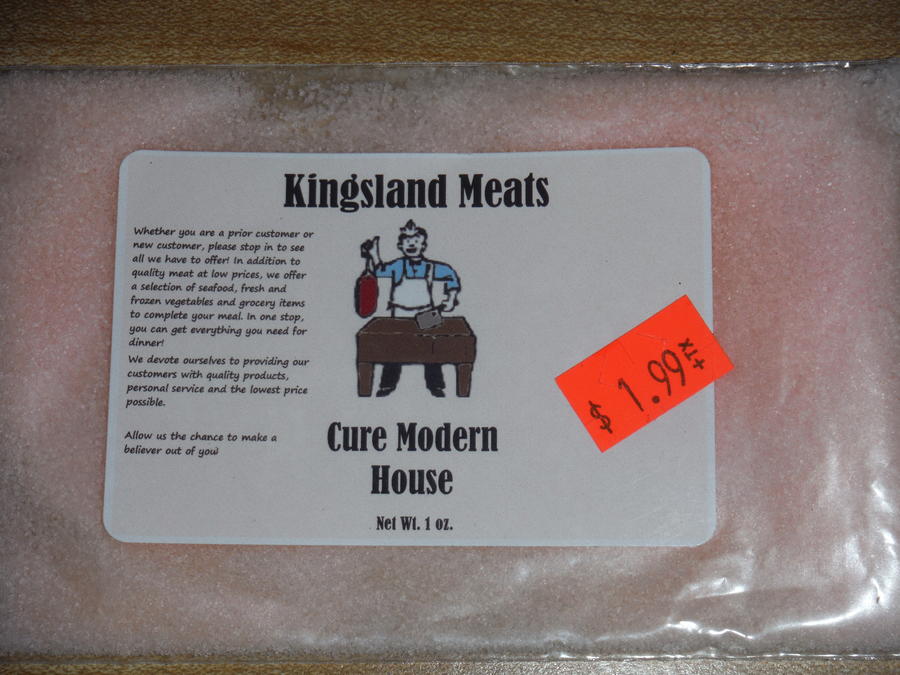 Kingsland Meats
Whether you are a prior customer or
new customer, please stop in to see
all we have to offer! In addition to
quality meat at low prices, we offer
a selection of seafood, fresh and
frozen vegetables and grocery items
to complete your meal. In one stop,
you can get everything you need for
dinner!
We devote ourselves to providing our
customers with quality products,
personal service and the lowest price
possible.
Allow us the chance to make a
believer out of you!
Cure Modern
House
Net Wt. 1 oz.
$ 1.99 +Tx